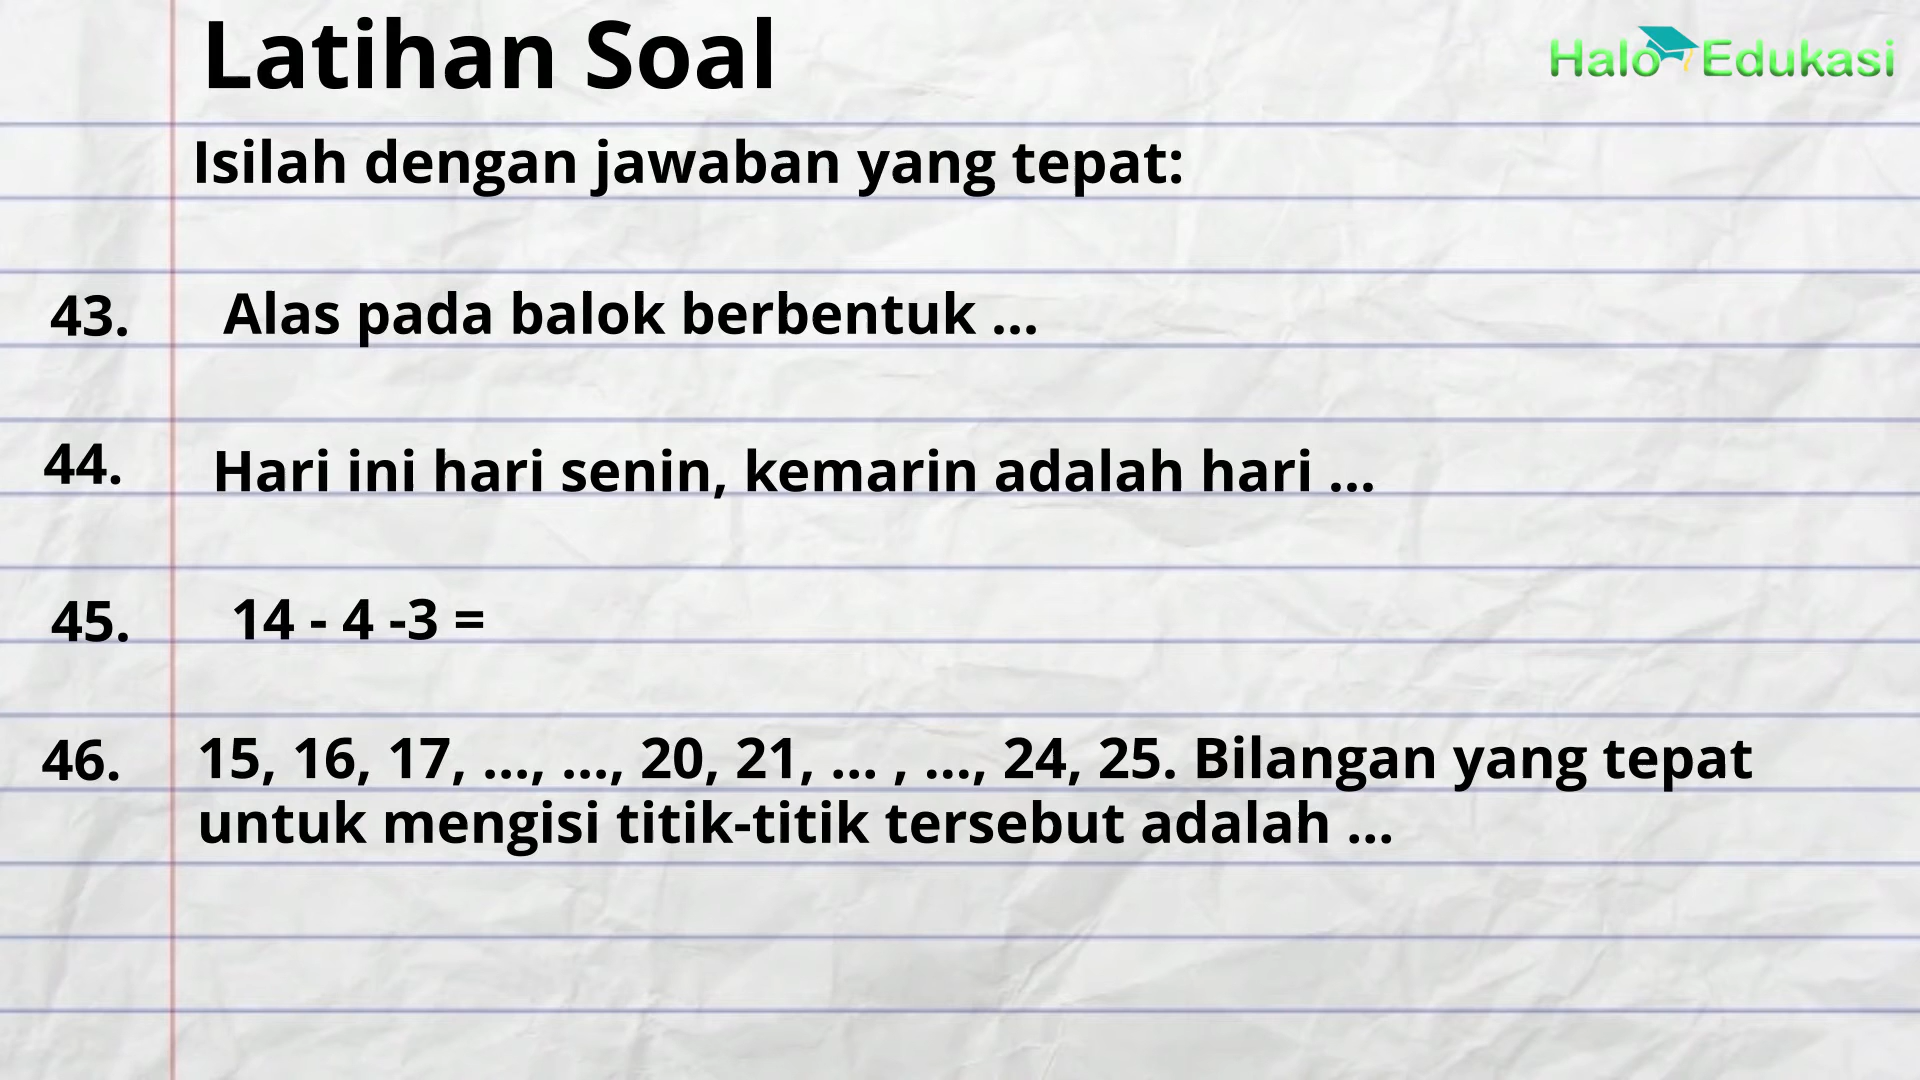 Latihan Soal
Halo Edukasi
Isilah dengan jawaban yang tepat:
43. Alas pada balok berbentuk ...
44. Hari ini hari senin, kemarin adalah hari ...
45. 14 - 4 -3 =
46. 15, 16, 17, ..., ..., 20, 21, ... , ..., 24, 25. Bilangan yang tepat
untuk mengisi titik-titik tersebut adalah ...